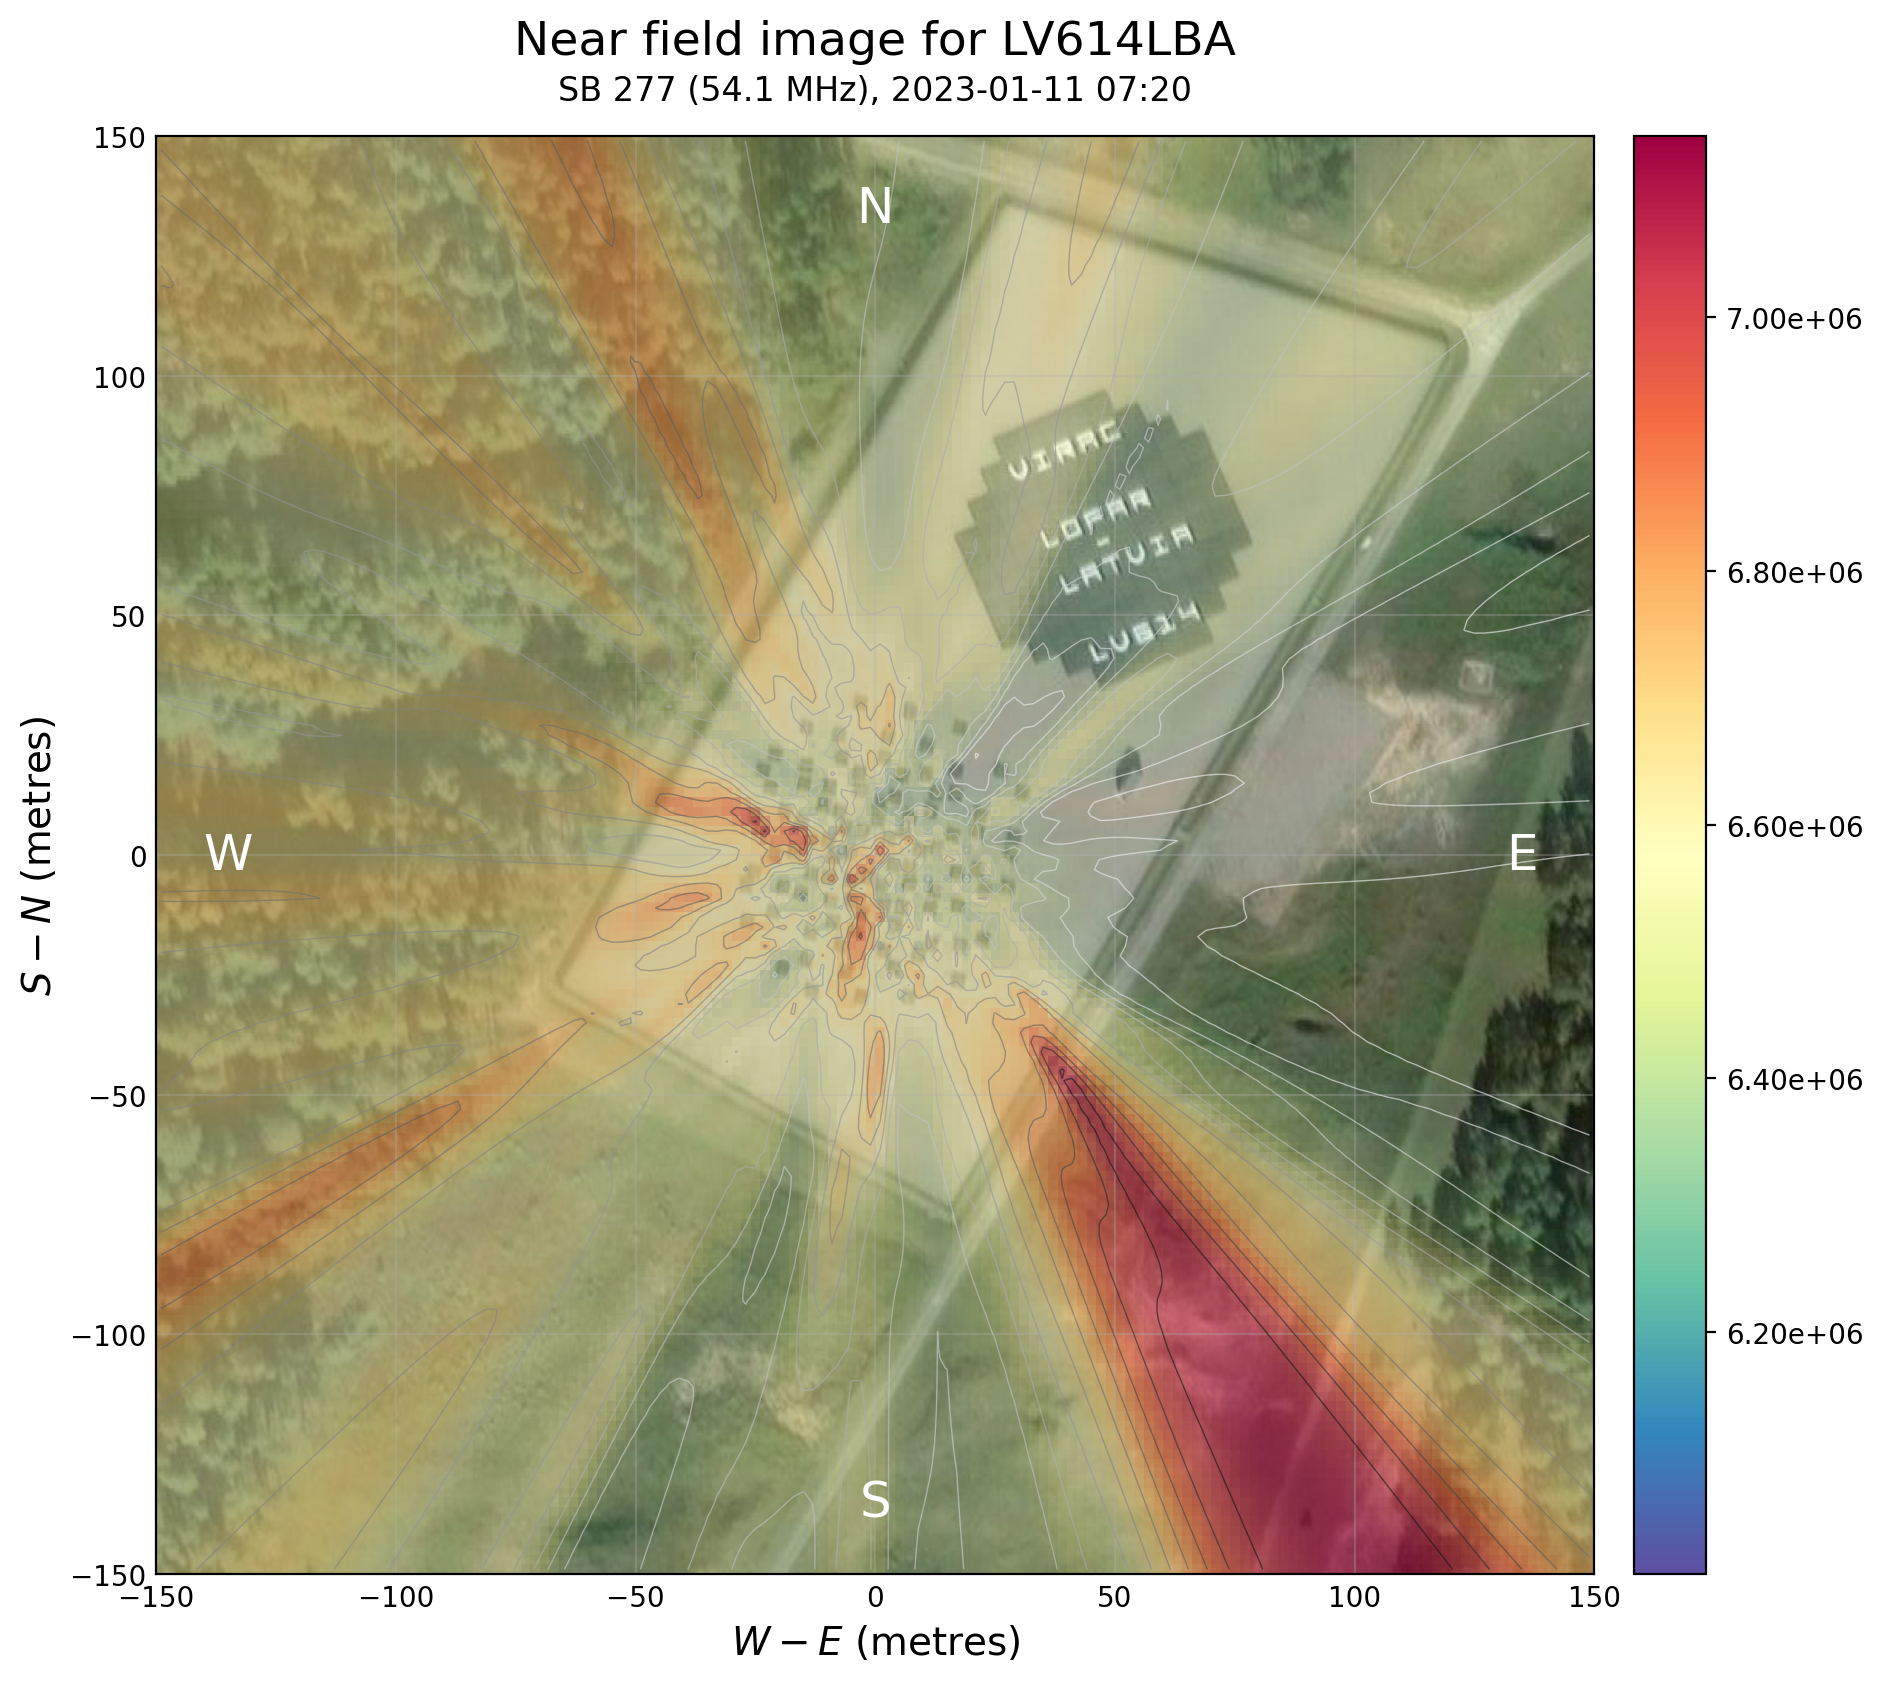 Near field image for LV614LBA
SB 277 (54.1 MHz), 2023-01-11 07:20
150
100
50
0
−50
−100
−150
S − N (metres)
N
VIRAC
LOFAR
-
LATVIA
LV614
W
E
S
−150
−100
−50
0
50
100
150
W − E (metres)
7.00e+06
6.80e+06
6.60e+06
6.40e+06
6.20e+06